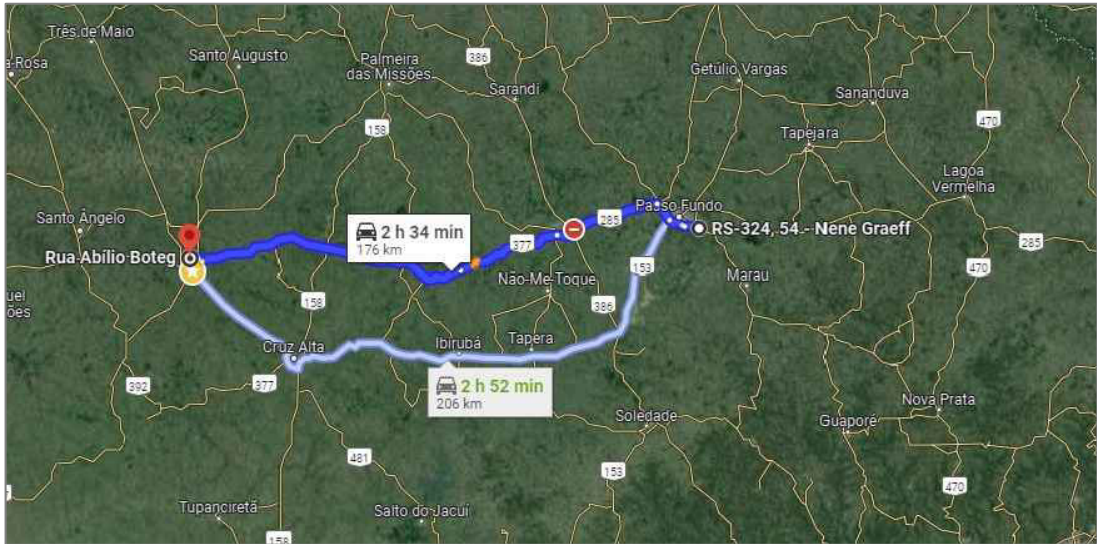 Três de Maio
a Rosa
Santo Augusto
Palmeira
das Missões
386
Sarandi
Getúlio Vargas
Sananduva
470
158
Tapejara
Lagoa
Vermelha
Santo Ângelo
Passo Fundo
285
RS-324, 54.- Nenê Graeff
285
2 h 34 min
176 km
377
Rua Abílio Boteg
Não-Me-Toque
153
Marau
uel
ões
158
386
Cruz Alta
Ibirubá
Tapera
392
377
2 h 52 min
206 km
Nova Prata
Soledade
Guaporé
481
153
470
Tupanciretã
Salto do Jacuí
158